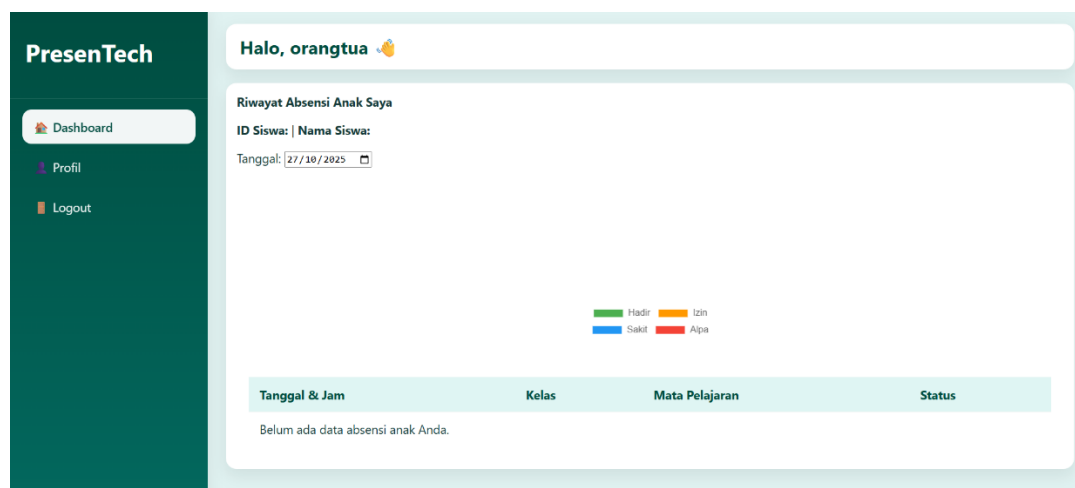 PresenTech
Dashboard
Profil
Logout
Halo, orangtua 👋
Riwayat Absensi Anak Saya
ID Siswa: | Nama Siswa:
Tanggal: 27/10/2025
Hadir Izin
Sakit Alpa
Tanggal & Jam Kelas Mata Pelajaran Status
Belum ada data absensi anak Anda.